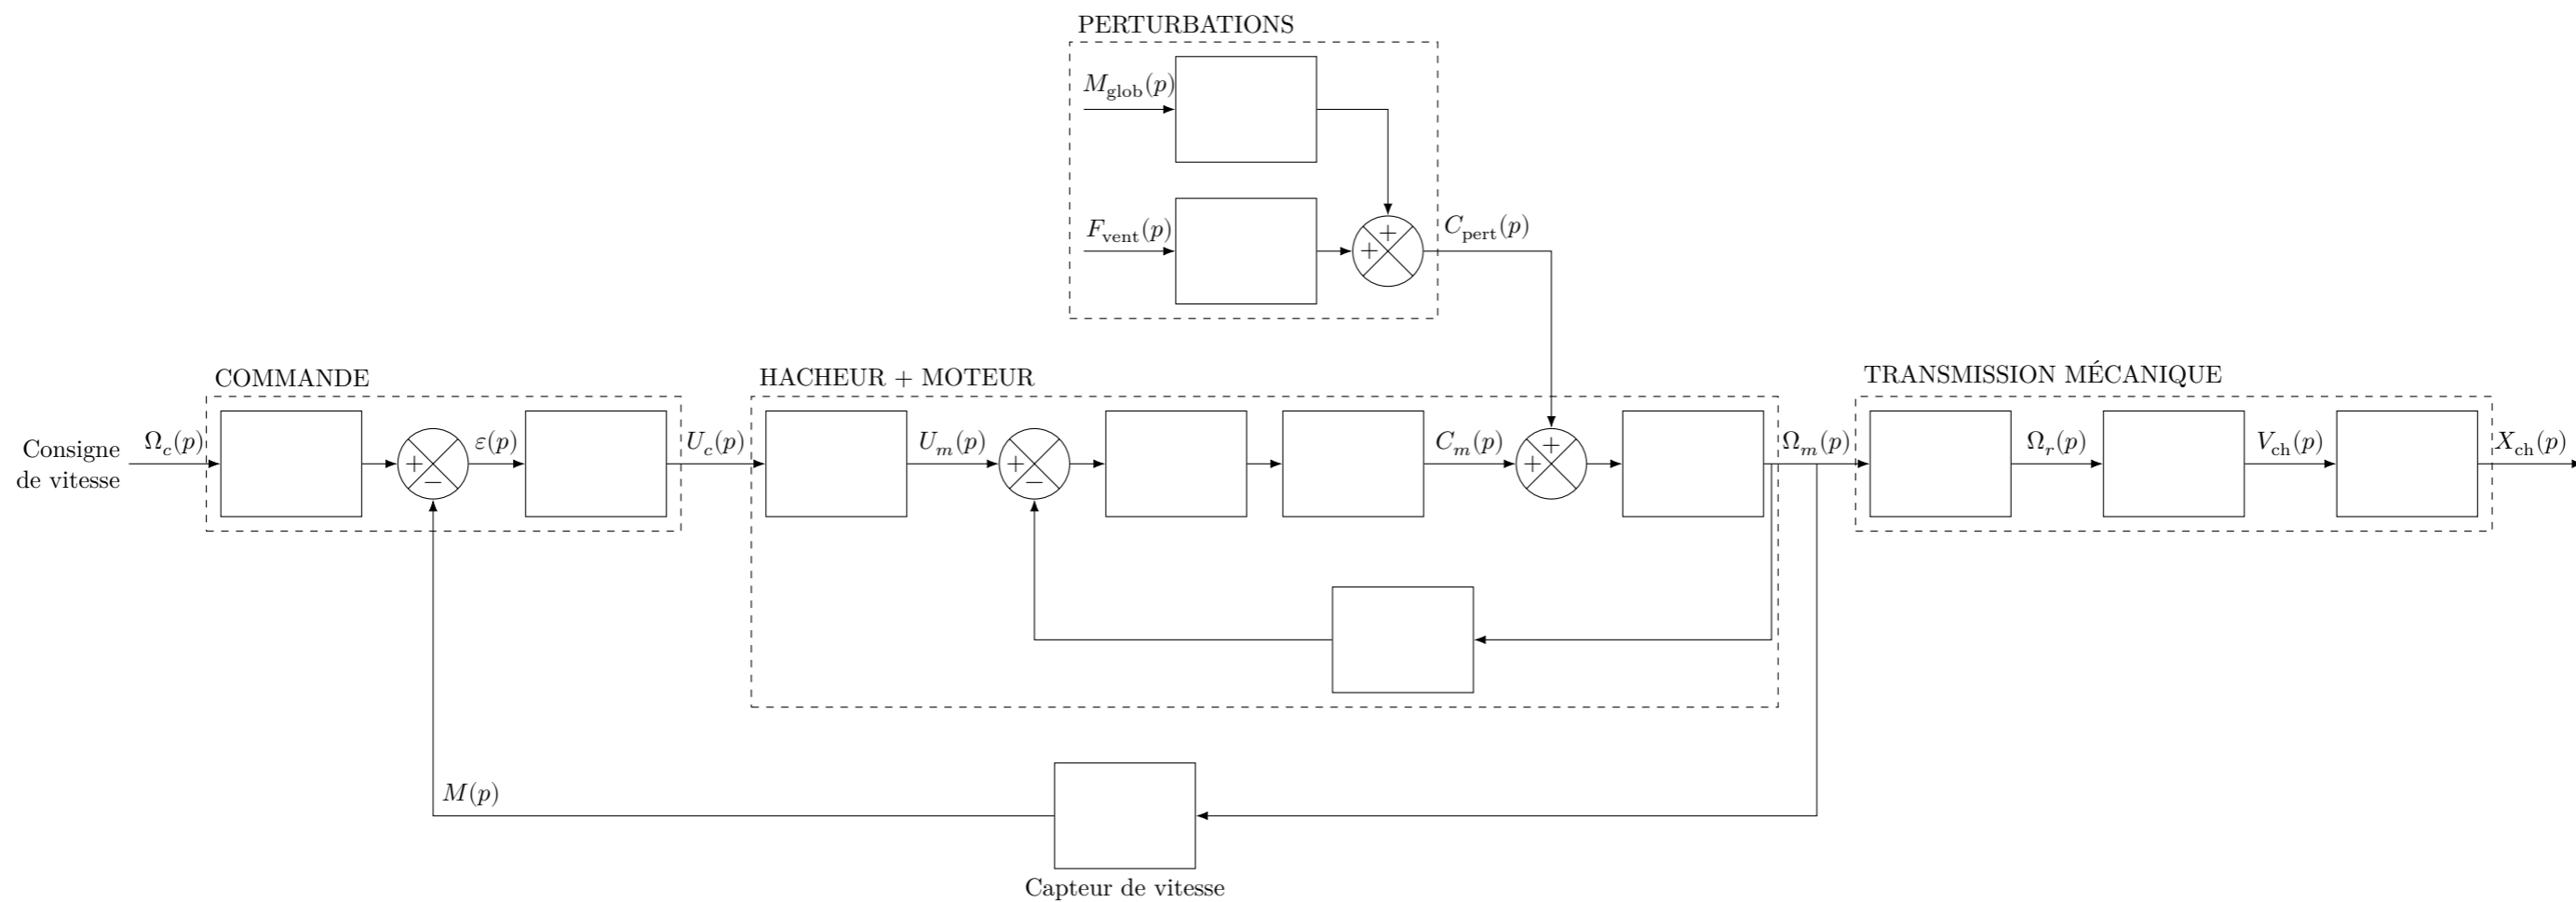 PERTURBATIONS
M_glob(p)
F_vent(p)
+
+
C_pert(p)
COMMANDE
HACHEUR + MOTEUR
TRANSMISSION MÉCANIQUE
Consigne
de vitesse
Ω_c(p)
+
−
ε(p)
U_c(p)
U_m(p)
+
−
C_m(p)
+
+
Ω_m(p)
Ω_r(p)
V_ch(p)
X_ch(p)
M(p)
Capteur de vitesse